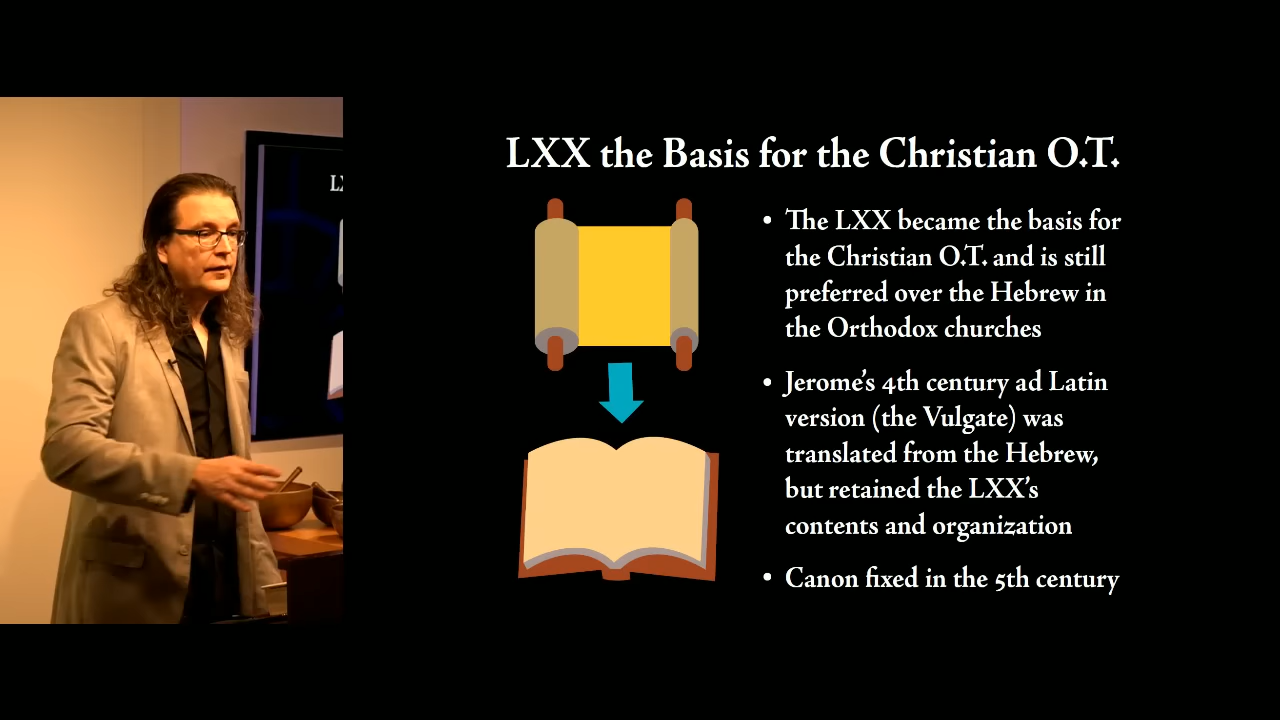 LXX the Basis for the Christian O.T.
• The LXX became the basis for
the Christian O.T. and is still
preferred over the Hebrew in
the Orthodox churches
• Jerome's 4th century ad Latin
version (the Vulgate) was
translated from the Hebrew,
but retained the LXX's
contents and organization
• Canon fixed in the 5th century